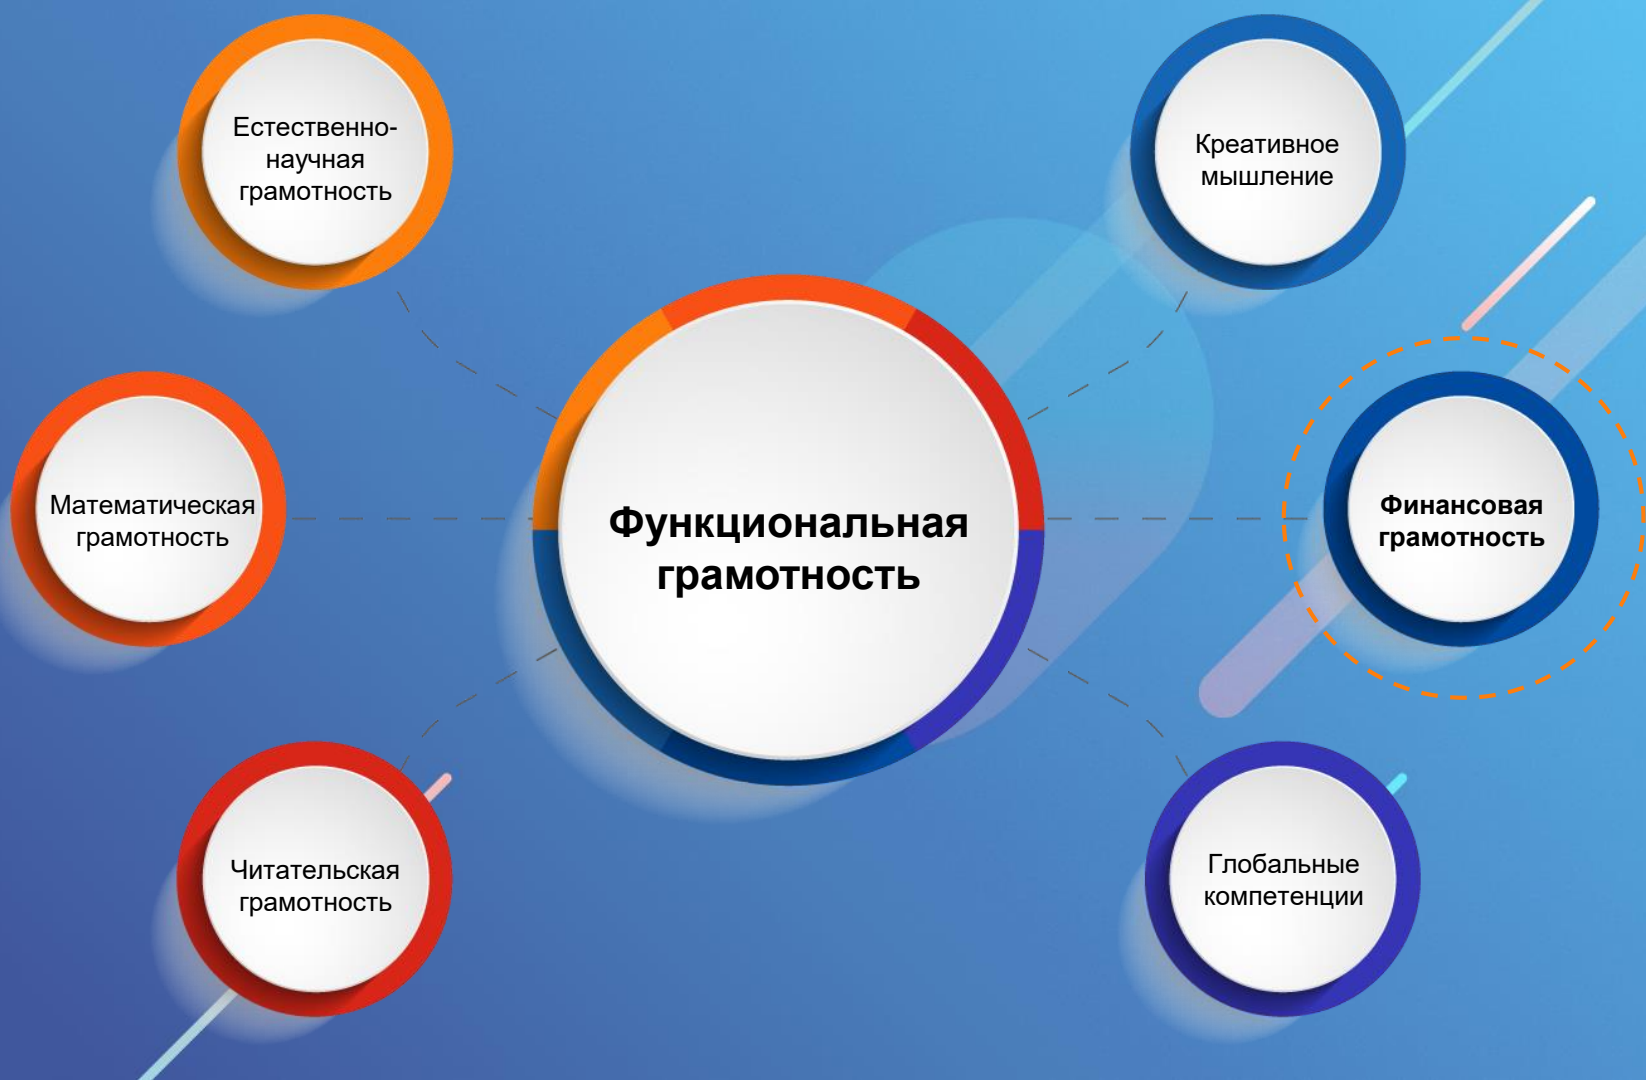 Естественно-
научная
грамотность
Креативное
мышление
Математическая
грамотность
Функциональная
грамотность
Финансовая
грамотность
Читательская
грамотность
Глобальные
компетенции